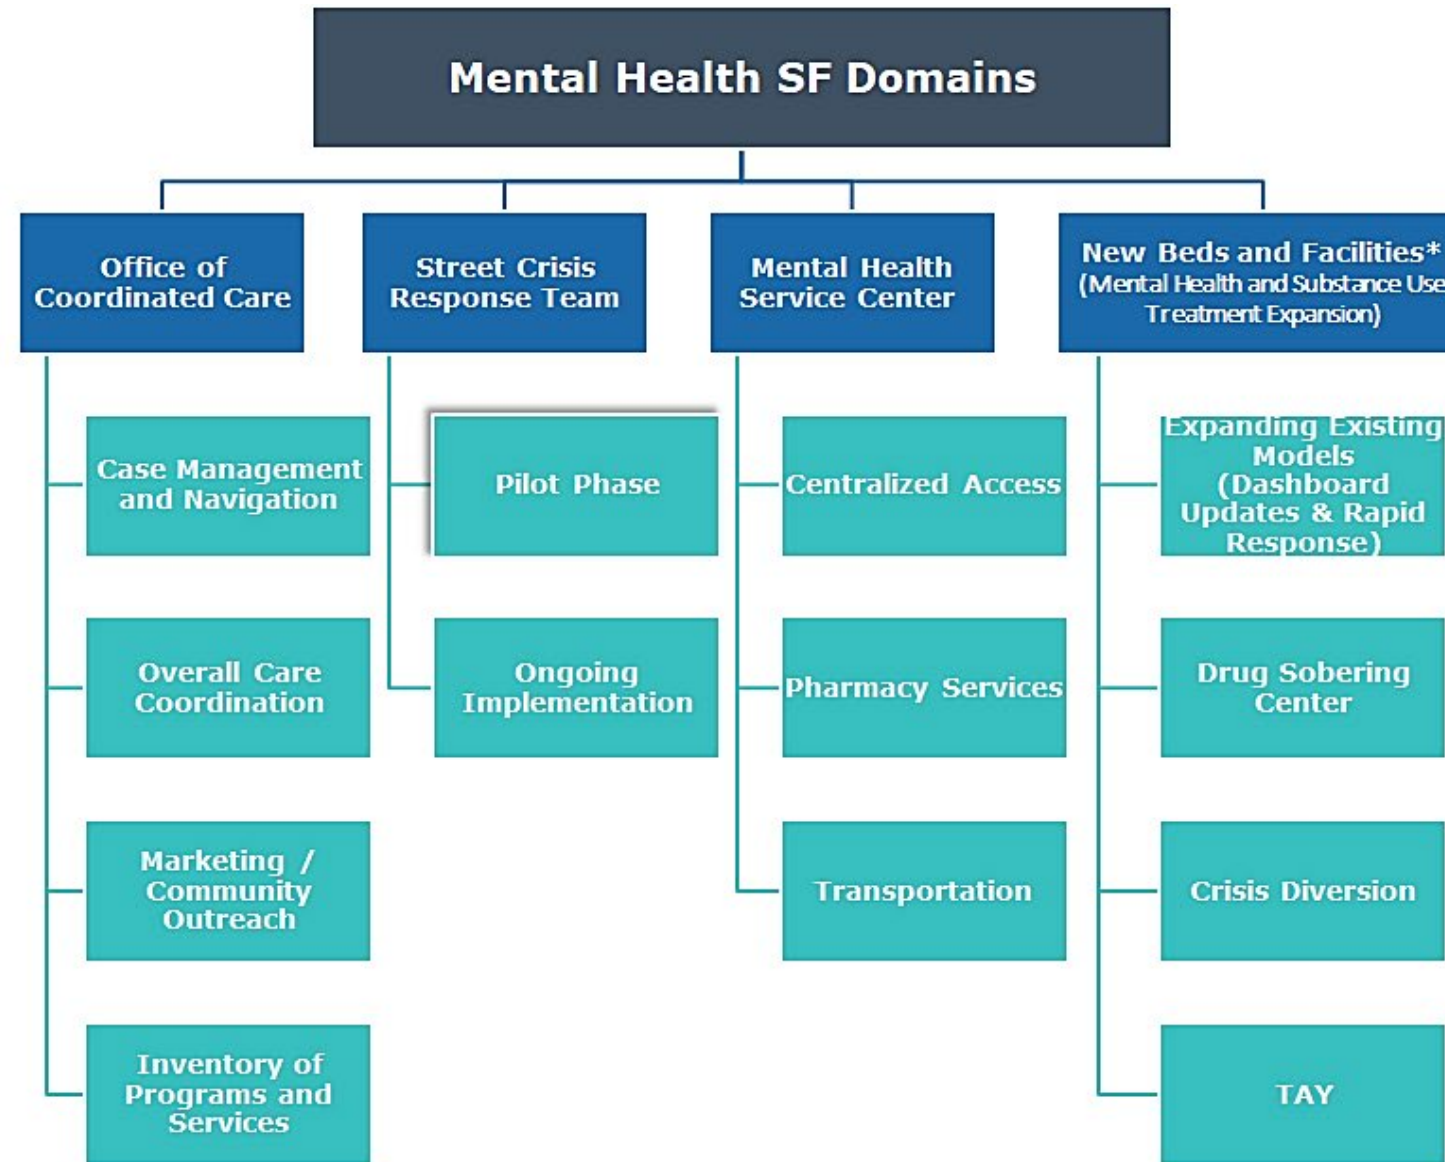 Mental Health SF Domains
Office of
Coordinated Care
Case Management
and Navigation
Overall Care
Coordination
Marketing /
Community
Outreach
Inventory of
Programs and
Services
Street Crisis
Response Team
Pilot Phase
Ongoing
Implementation
Mental Health
Service Center
Centralized Access
Pharmacy Services
Transportation
New Beds and Facilities*
(Mental Health and Substance Use
Treatment Expansion)
Expanding Existing
Models
(Dashboard
Updates & Rapid
Response)
Drug Sobering
Center
Crisis Diversion
TAY